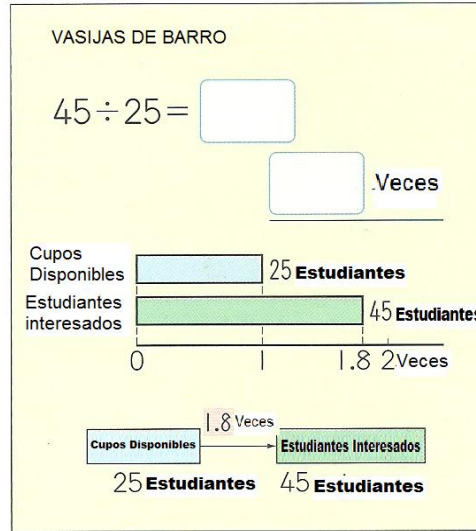 VASIJAS DE BARRO
45÷25=
.Veces
Cupos
Disponibles
25 Estudiantes
Estudiantes
interesados
45 Estudiantes
0 1 1.8 2 Veces
1.8 Veces
Cupos Disponibles
Estudiantes Interesados
25 Estudiantes
45 Estudiantes